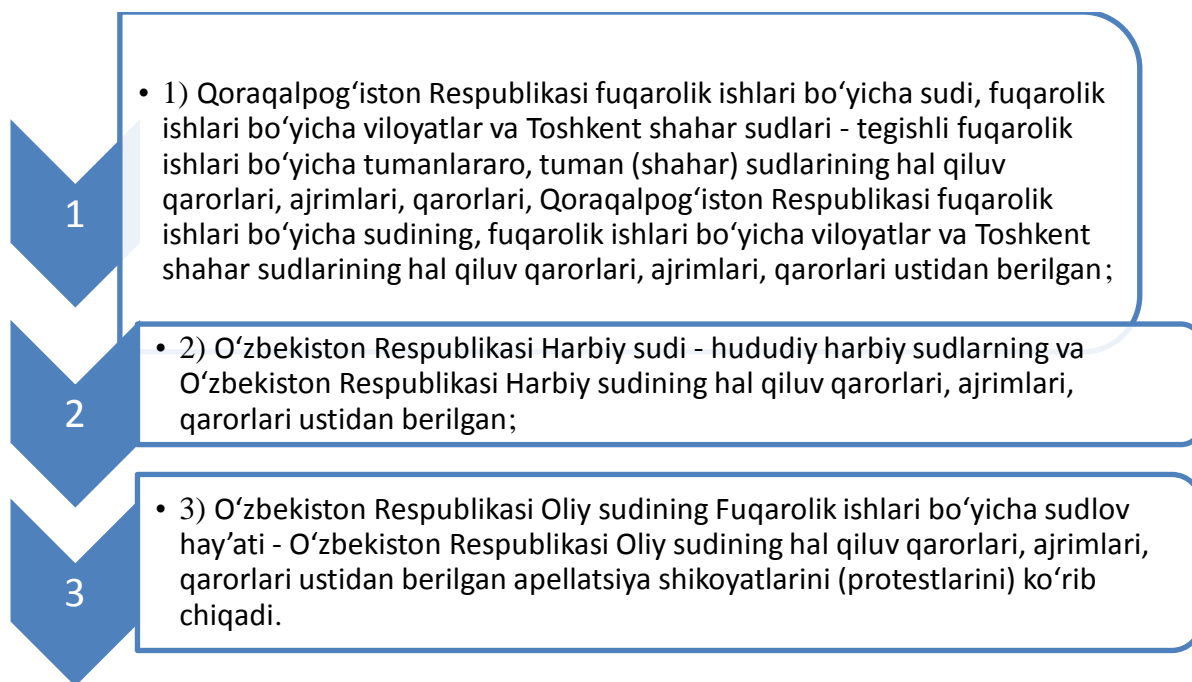 1
• 1) Qoraqalpog‘iston Respublikasi fuqarolik ishlari bo‘yicha sudi, fuqarolik
ishlari bo‘yicha viloyatlar va Toshkent shahar sudlari - tegishli fuqarolik
ishlari bo‘yicha tumanlararo, tuman (shahar) sudlarining hal qiluv
qarorlari, ajrimlari, qarorlari, Qoraqalpog‘iston Respublikasi fuqarolik
ishlari bo‘yicha sudining, fuqarolik ishlari bo‘yicha viloyatlar va Toshkent
shahar sudlarining hal qiluv qarorlari, ajrimlari, qarorlari ustidan berilgan;
2
• 2) O‘zbekiston Respublikasi Harbiy sudi - hududiy harbiy sudlarning va
O‘zbekiston Respublikasi Harbiy sudining hal qiluv qarorlari, ajrimlari,
qarorlari ustidan berilgan;
3
• 3) O‘zbekiston Respublikasi Oliy sudining Fuqarolik ishlari bo‘yicha sudlov
hay’ati - O‘zbekiston Respublikasi Oliy sudining hal qiluv qarorlari, ajrimlari,
qarorlari ustidan berilgan apellatsiya shikoyatlarini (protestlarini) ko‘rib
chiqadi.